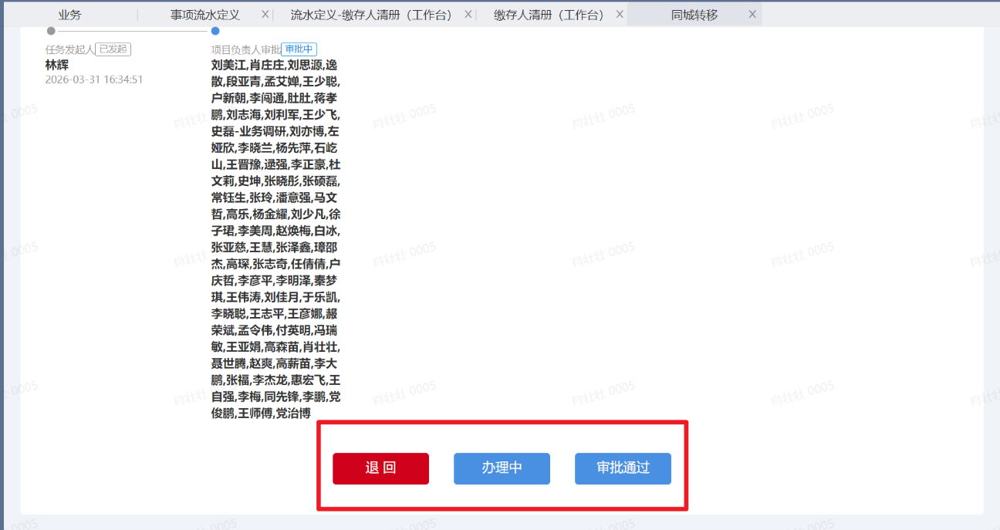 业务 事项流水定义 X 流水定义-缴存人清册（工作台） X 缴存人清册（工作台） X 同城转移 X
任务发起人 已发起
林辉
2026-03-31 16:34:51
项目负责人审批 审批中
刘美江,肖庄庄,刘思源,逸
散,段亚青,孟艾婵,王少聪,
户新朝,李闯通,肚肚,蒋孝
鹏,刘志海,刘利军,王少飞,
史磊-业务调研,刘亦博,左
娅欣,李晓兰,杨先萍,石屹
山,王晋豫,逯强,李正豪,杜
文莉,史坤,张晓彤,张硕磊,
常钰生,张玲,潘意强,马文
哲,高乐,杨金耀,刘少凡,徐
子珺,李美周,赵焕梅,白冰,
张亚慈,王慧,张泽鑫,璋邵
杰,高琛,张志奇,任倩倩,户
庆哲,李彦平,李明泽,秦梦
琪,王伟涛,刘佳月,于乐凯,
李晓聪,王志平,王彦娜,赧
荣斌,孟令伟,付英明,冯瑞
敏,王亚娟,高森苗,肖壮壮,
聂世腾,赵爽,高薪苗,李大
鹏,张福,李杰龙,惠宏飞,王
自强,李梅,同先锋,李鹏,党
俊鹏,王师傅,党治博
退 回 办理中 审批通过
肖壮壮 0005